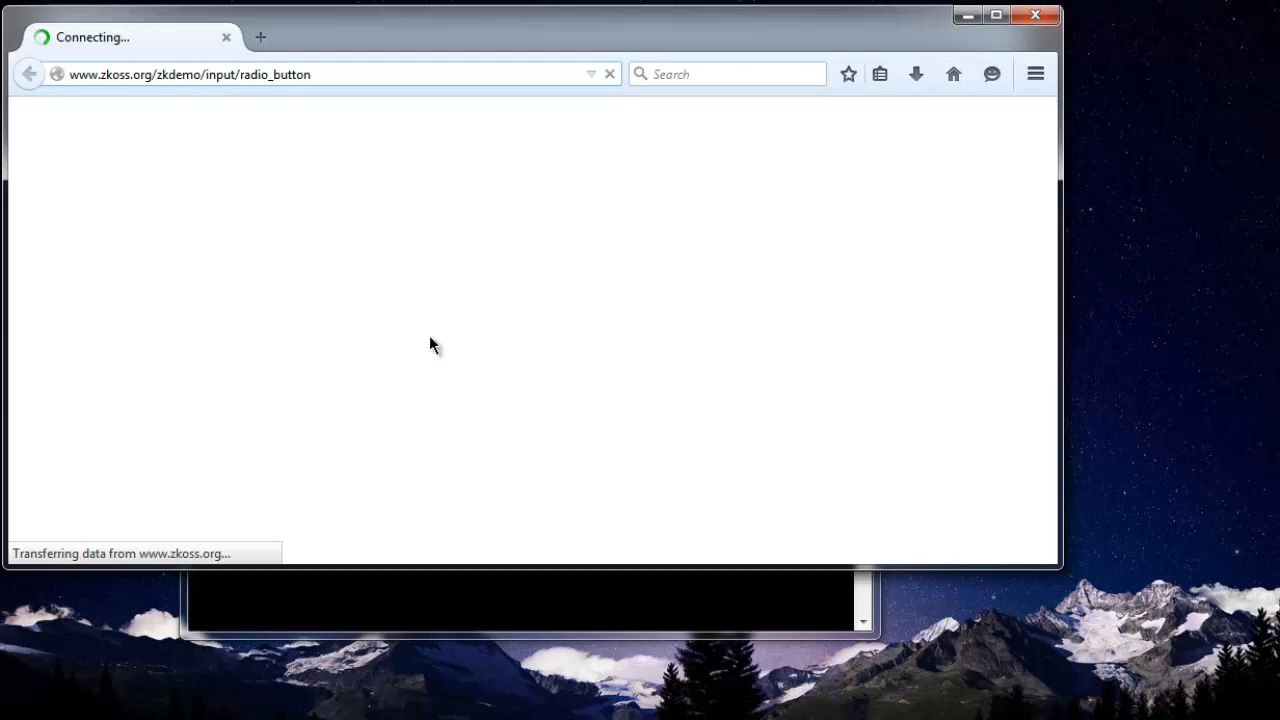 Connecting...
www.zkoss.org/zkdemo/input/radio_button
Search
Transferring data from www.zkoss.org...